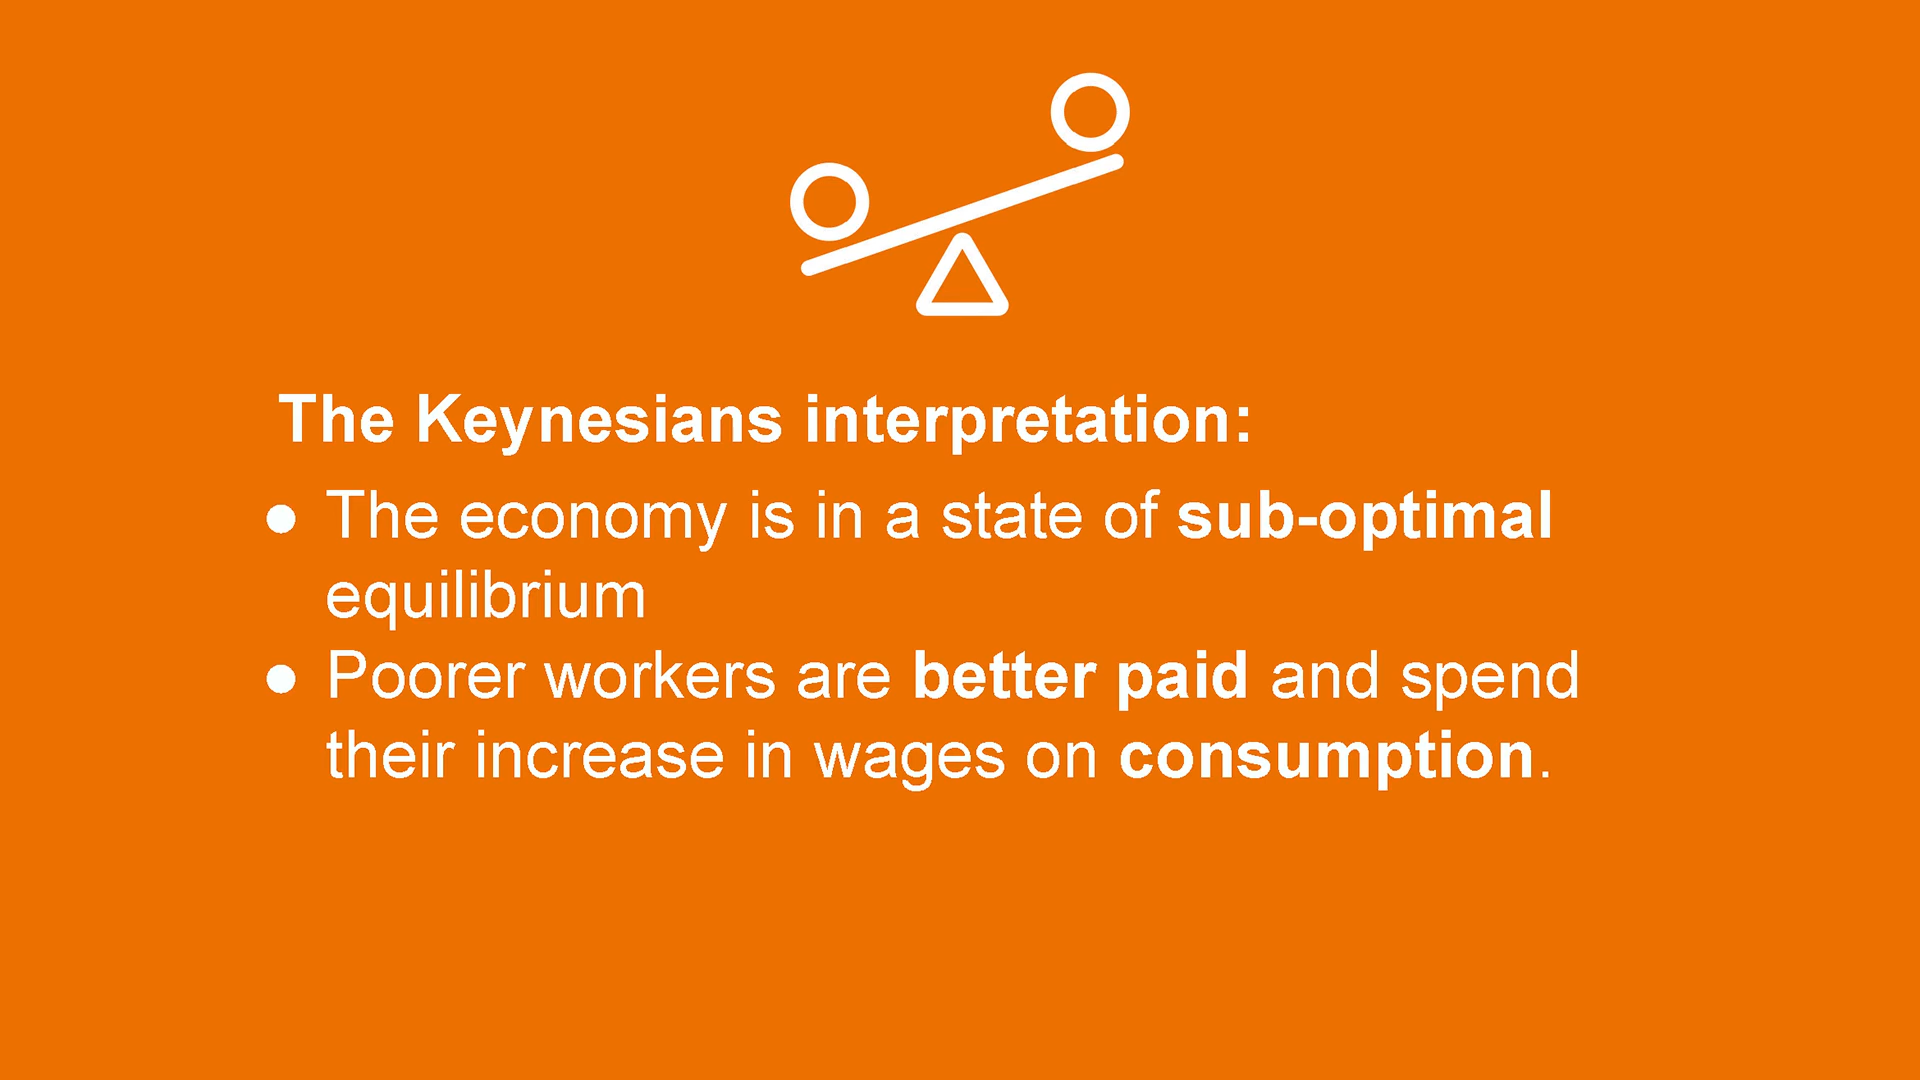 The Keynesians interpretation:
● The economy is in a state of sub-optimal
equilibrium
● Poorer workers are better paid and spend
their increase in wages on consumption.